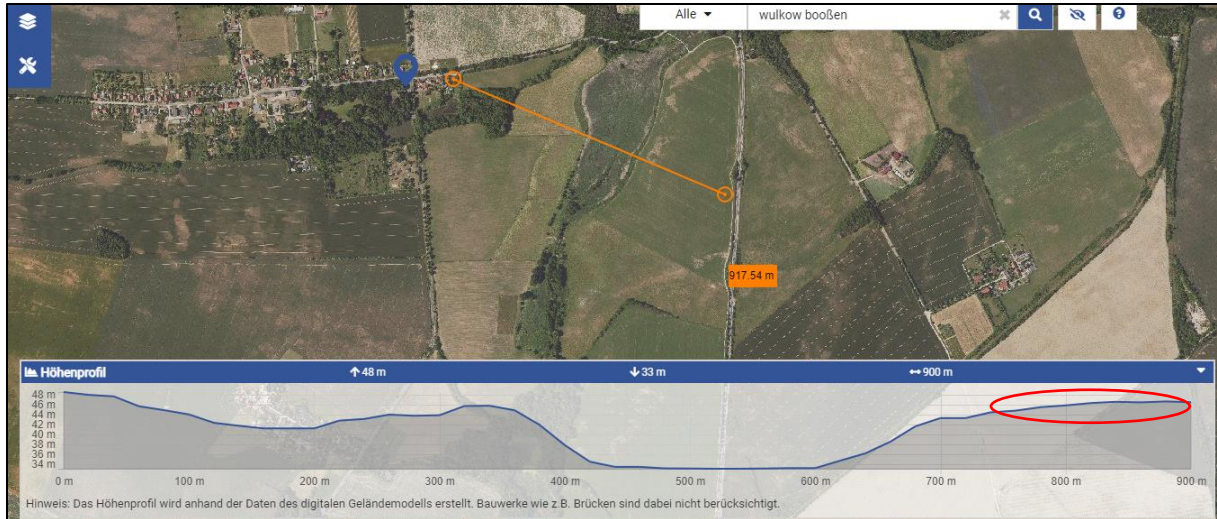 Alle wulkow booßen
917.54 m
Höhenprofil 48 m 33 m 900 m
48 m
46 m
44 m
42 m
40 m
38 m
36 m
34 m
0 m 100 m 200 m 300 m 400 m 500 m 600 m 700 m 800 m 900 m
Hinweis: Das Höhenprofil wird anhand der Daten des digitalen Geländemodells erstellt. Bauwerke wie z.B. Brücken sind dabei nicht berücksichtigt.